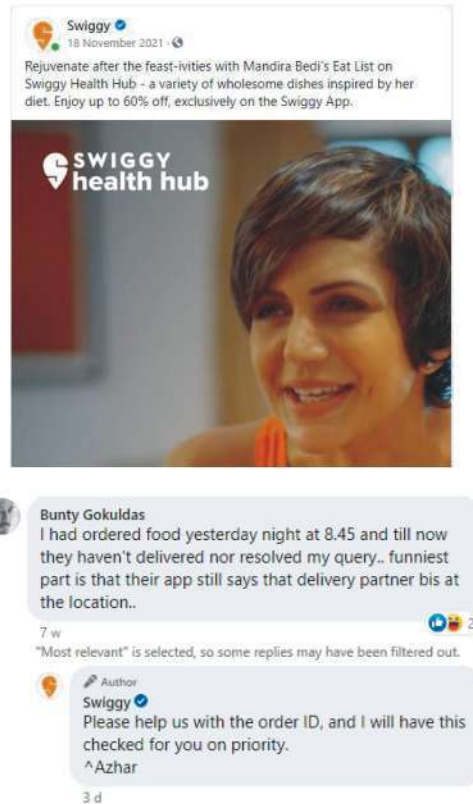 Swiggy
18 November 2021 ·
Rejuvenate after the feast-ivities with Mandira Bedi's Eat List on
Swiggy Health Hub - a variety of wholesome dishes inspired by her
diet. Enjoy up to 60% off, exclusively on the Swiggy App.
SWIGGY
health hub
Bunty Gokuldas
I had ordered food yesterday night at 8.45 and till now
they haven't delivered nor resolved my query.. funniest
part is that their app still says that delivery partner bis at
the location..
2
7 w
"Most relevant" is selected, so some replies may have been filtered out.
Author
Swiggy
Please help us with the order ID, and I will have this
checked for you on priority.
^Azhar
3 d